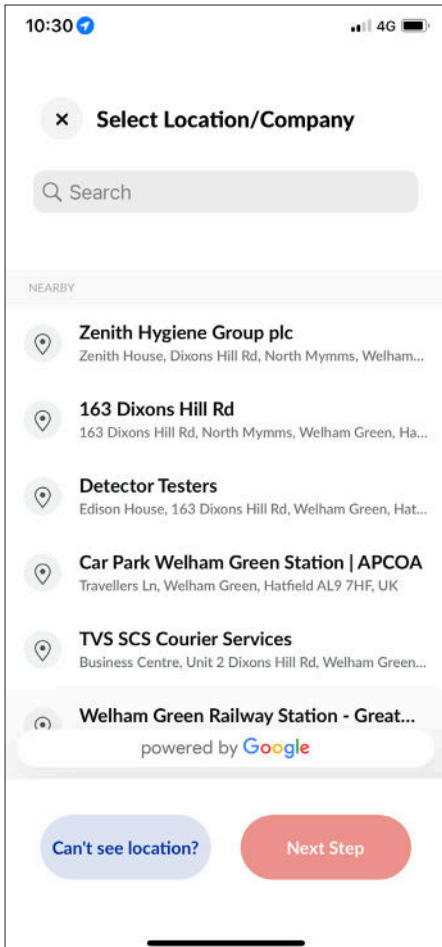 10:30
4G
× Select Location/Company
Search
NEARBY
Zenith Hygiene Group plc
Zenith House, Dixons Hill Rd, North Mymms, Welham...
163 Dixons Hill Rd
163 Dixons Hill Rd, North Mymms, Welham Green, Ha...
Detector Testers
Edison House, 163 Dixons Hill Rd, Welham Green, Hat...
Car Park Welham Green Station | APCOA
Travellers Ln, Welham Green, Hatfield AL9 7HF, UK
TVS SCS Courier Services
Business Centre, Unit 2 Dixons Hill Rd, Welham Green...
Welham Green Railway Station - Great...
powered by Google
Can't see location?
Next Step